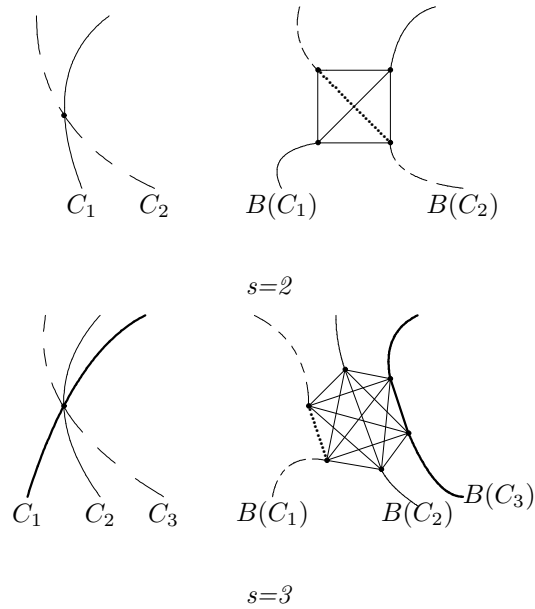 C₁ C₂ B(C₁) B(C₂)
s=2
C₁ C₂ C₃ B(C₁) B(C₂) B(C₃)
s=3